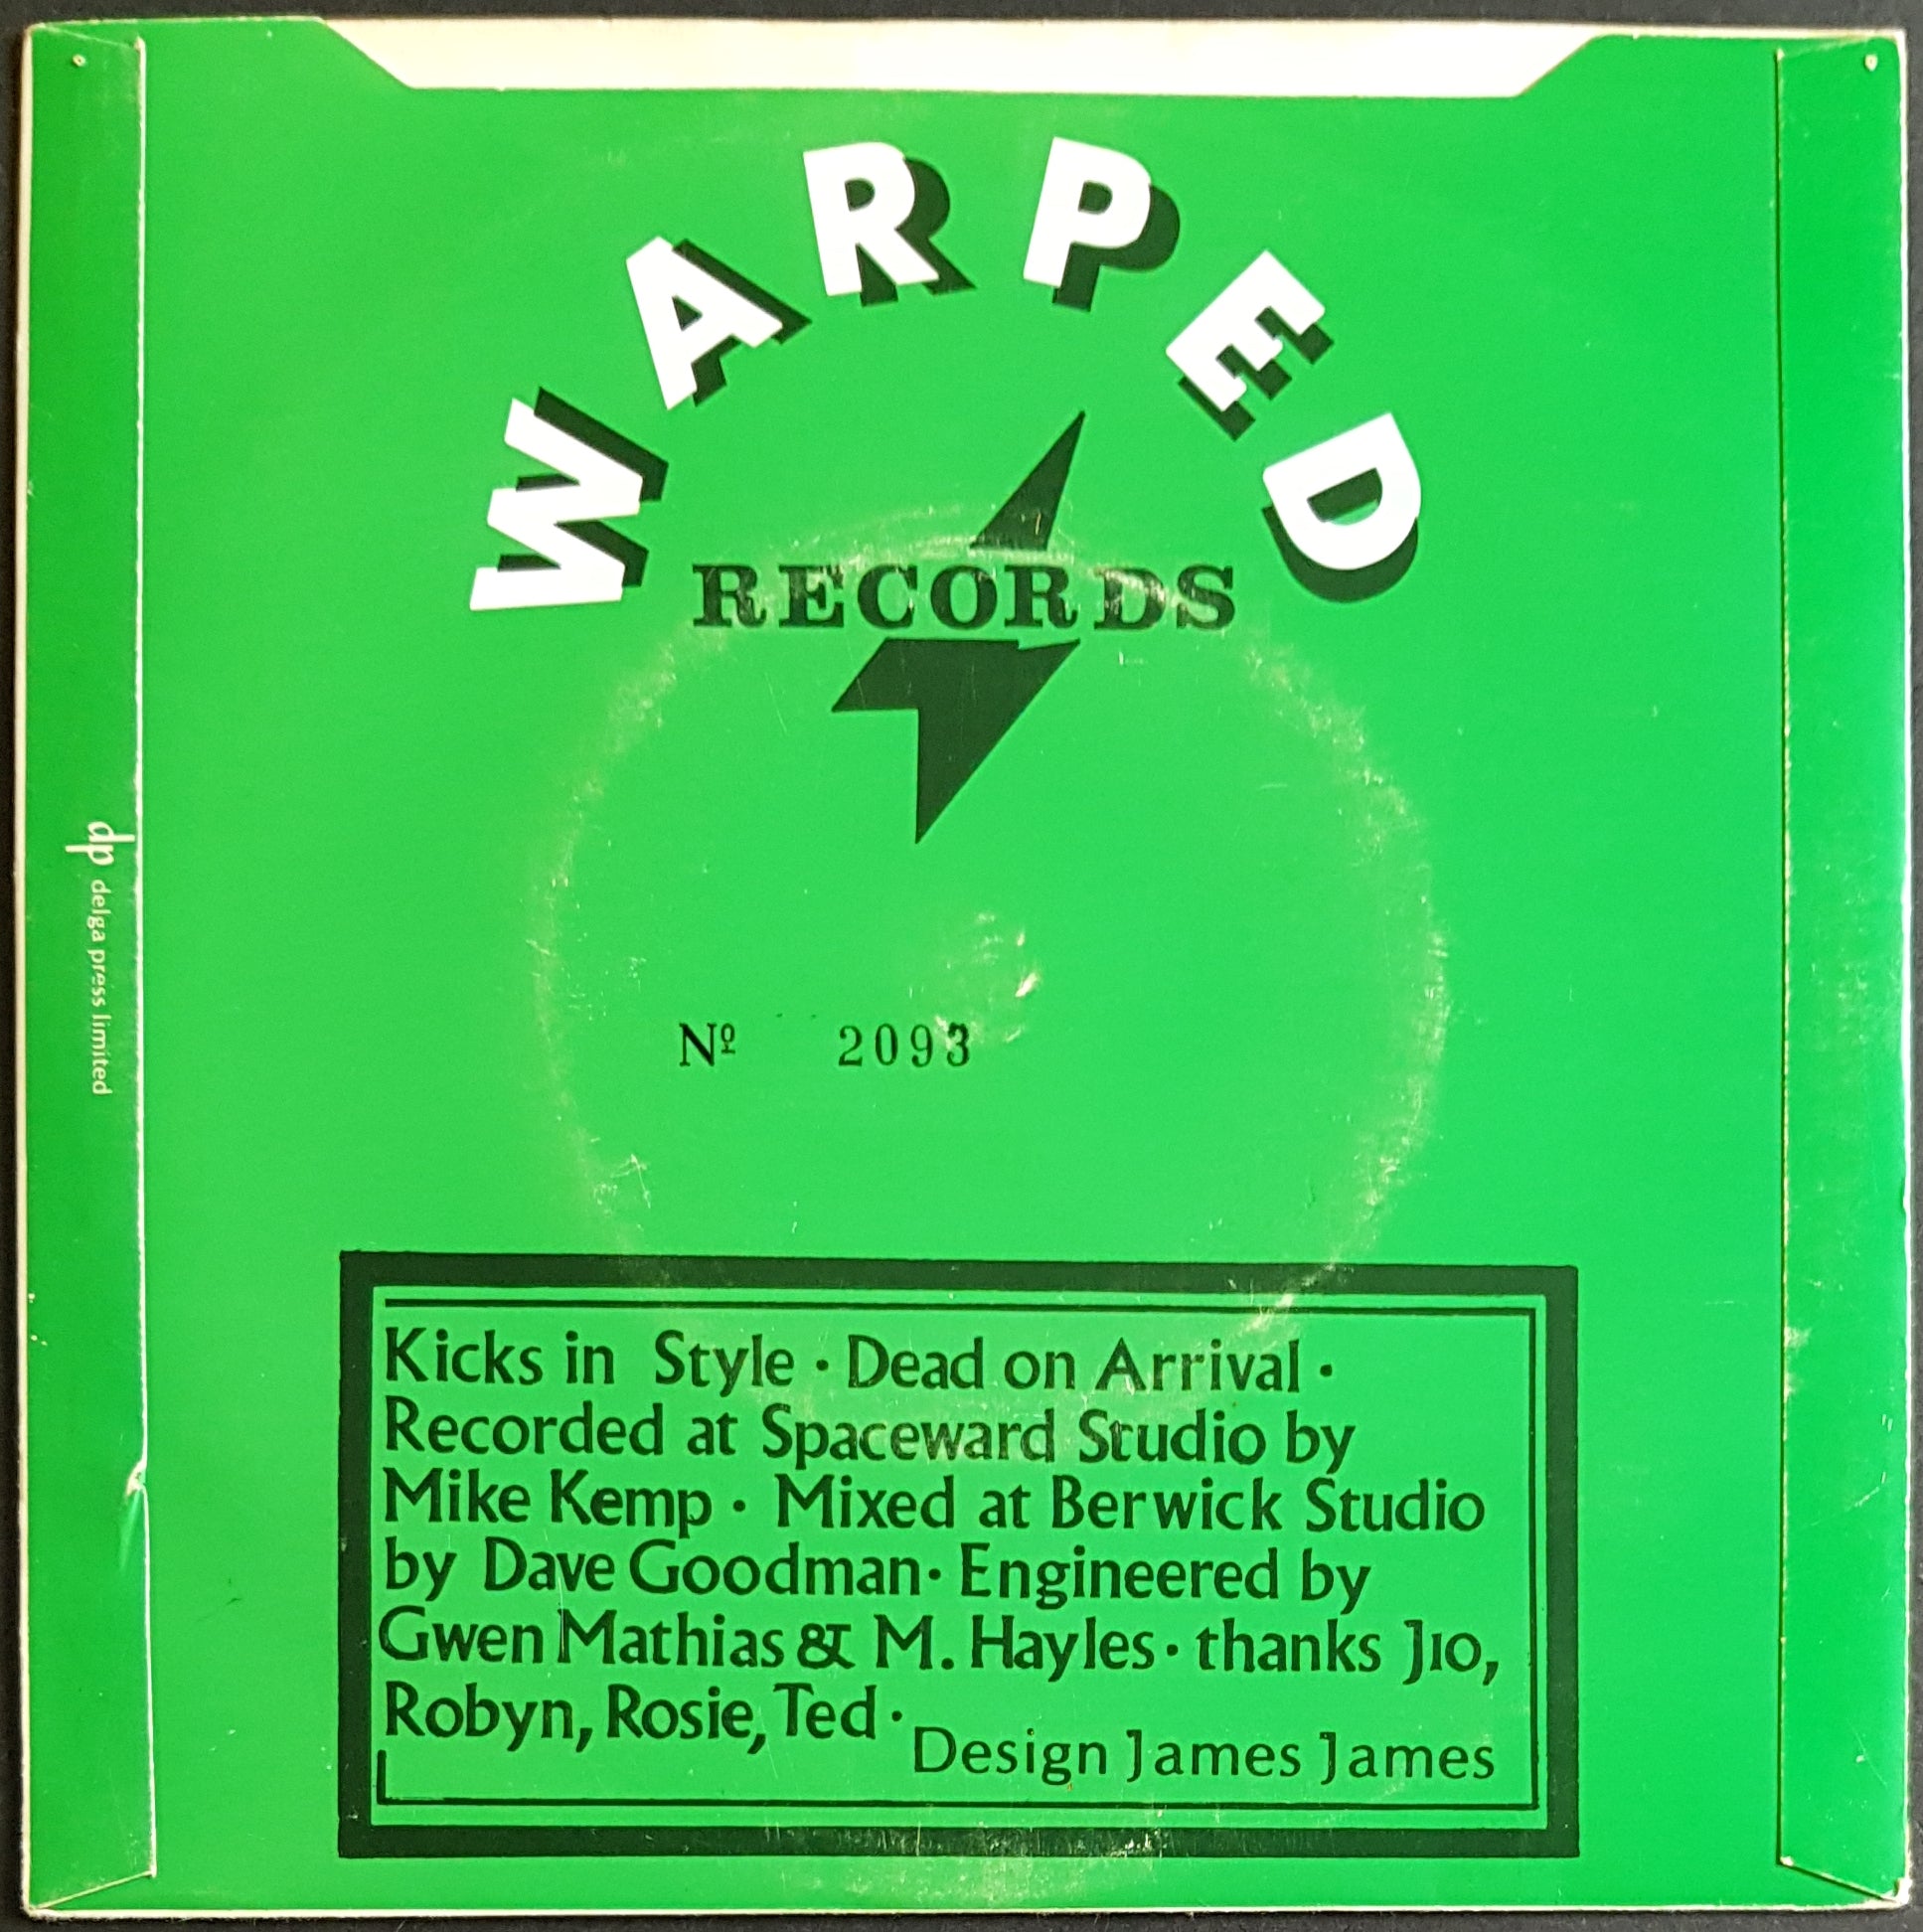 WARPED
RECORDS
Nº 2093
dp delga press limited
Kicks in Style · Dead on Arrival ·
Recorded at Spaceward Studio by
Mike Kemp · Mixed at Berwick Studio
by Dave Goodman · Engineered by
Gwen Mathias & M. Hayles · thanks J10,
Robyn, Rosie, Ted ·
Design James James